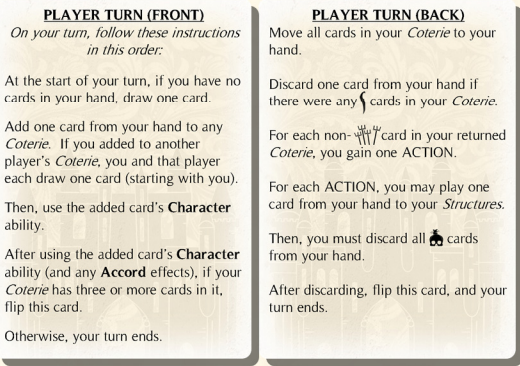 PLAYER TURN (FRONT)
On your turn, follow these instructions
in this order:
At the start of your turn, if you have no
cards in your hand, draw one card.
Add one card from your hand to any
Coterie. If you added to another
player's Coterie, you and that player
each draw one card (starting with you).
Then, use the added card's Character
ability.
After using the added card's Character
ability (and any Accord effects), if your
Coterie has three or more cards in it,
flip this card.
Otherwise, your turn ends.
PLAYER TURN (BACK)
Move all cards in your Coterie to your
hand.
Discard one card from your hand if
there were any cards in your Coterie.
For each non- card in your returned
Coterie, you gain one ACTION.
For each ACTION, you may play one
card from your hand to your Structures.
Then, you must discard all cards
from your hand.
After discarding, flip this card, and your
turn ends.